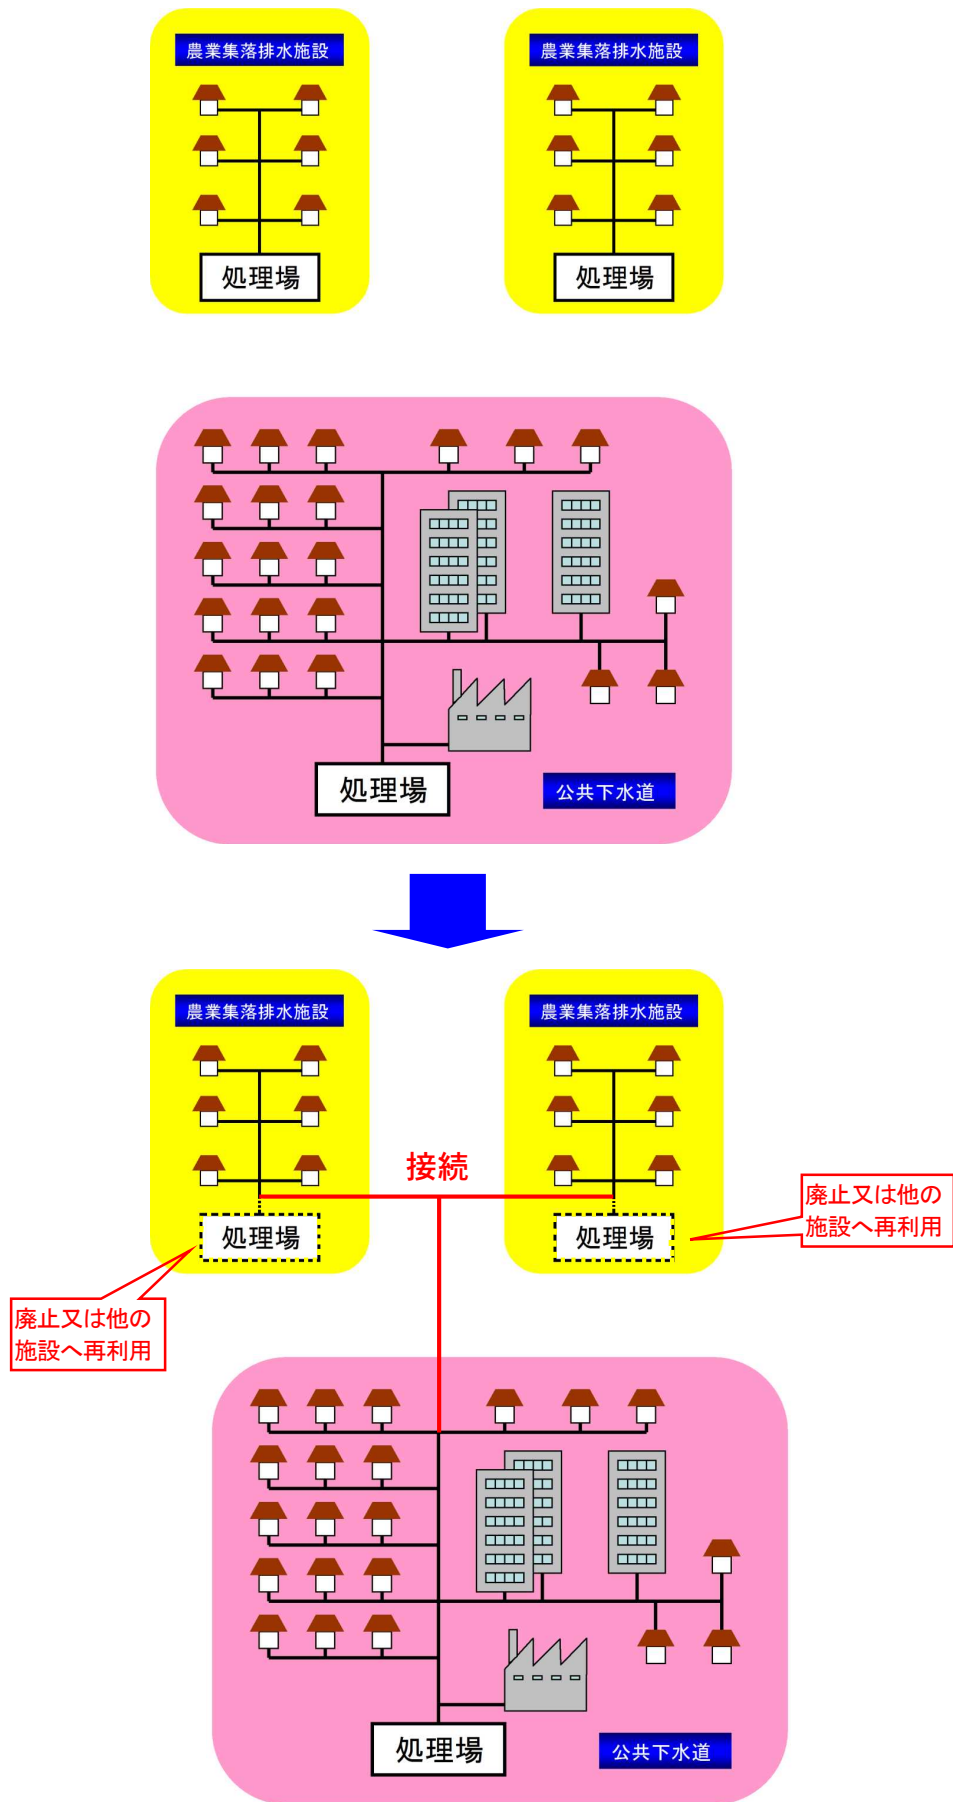 農業集落排水施設
農業集落排水施設
処理場
処理場
処理場
公共下水道
農業集落排水施設
農業集落排水施設
接続
廃止又は他の
施設へ再利用
処理場
処理場
廃止又は他の
施設へ再利用
処理場
公共下水道